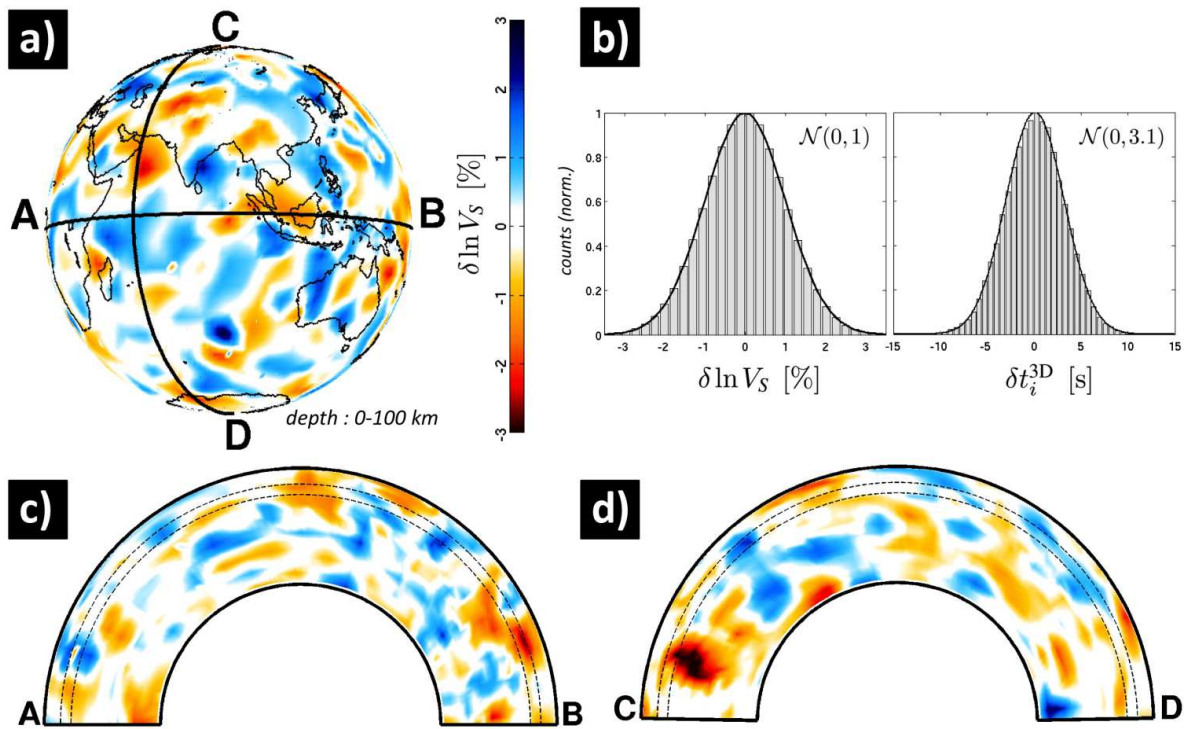 a)
C
A
B
D
depth : 0-100 km
3
2
1
0
-1
-2
-3
δ ln V_S [%]
b)
counts (norm.)
1
0.8
0.6
0.4
0.2
0
N(0, 1)
-3 -2 -1 0 1 2 3
δ ln V_S [%]
N(0, 3.1)
-15 -10 -5 0 5 10 15
δt_i^3D [s]
c)
A
B
d)
C
D